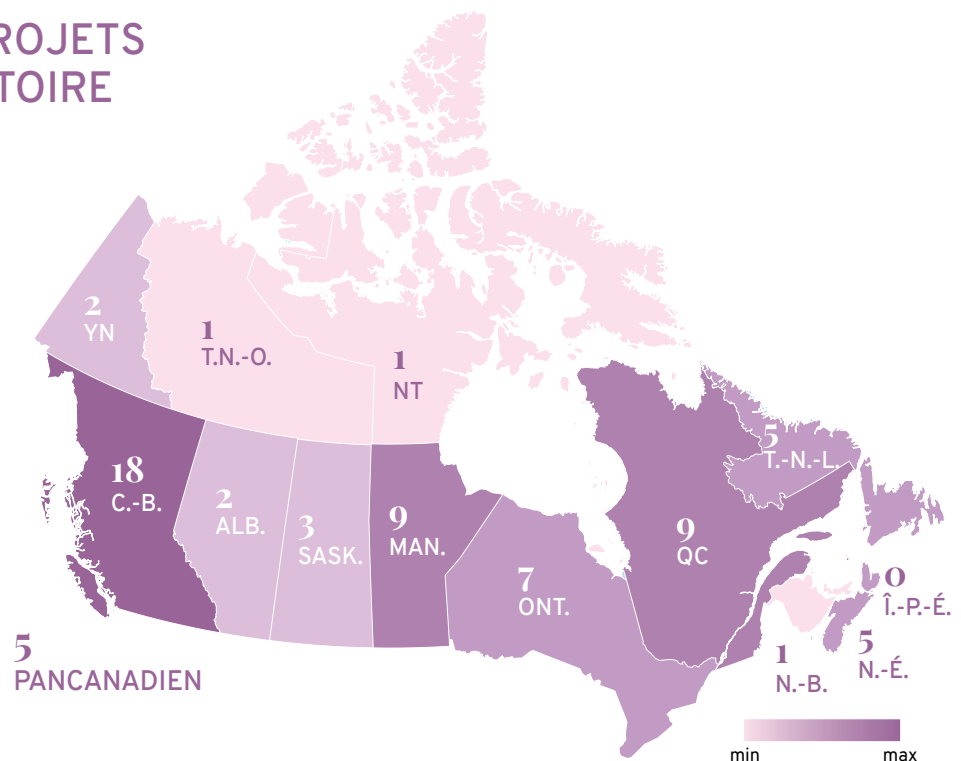 ROJETS
TOIRE
2
YN
1
T.N.-O.
1
NT
18
C.-B.
2
ALB.
3
SASK.
9
MAN.
7
ONT.
9
QC
5
T.-N.-L.
0
Î.-P.-É.
5
N.-É.
1
N.-B.
5
PANCANADIEN
min max